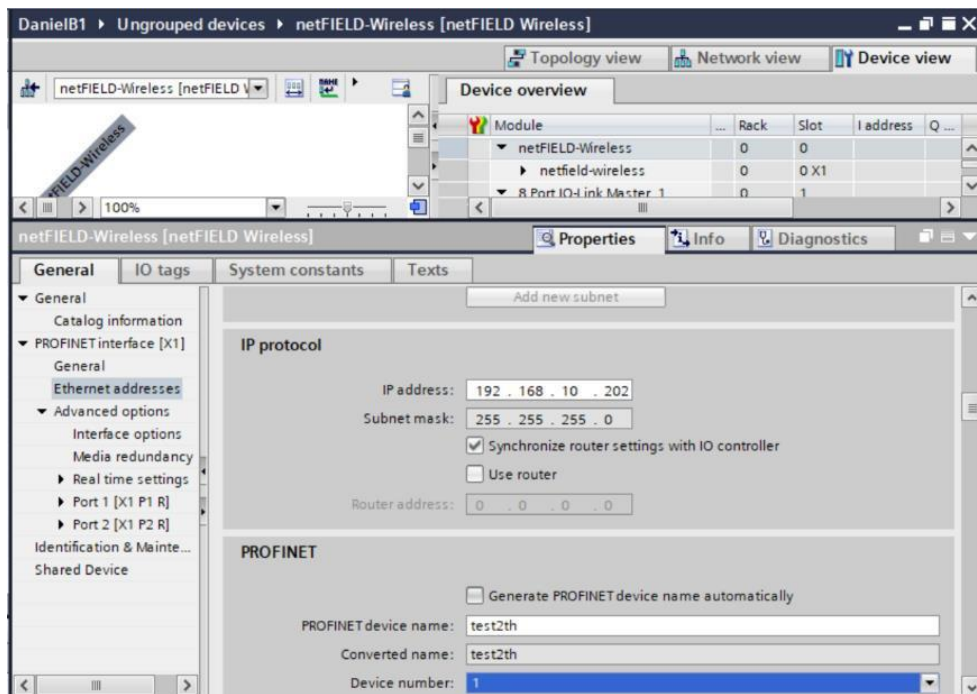 DanielB1 ▸ Ungrouped devices ▸ netFIELD-Wireless [netFIELD Wireless]
Topology view Network view Device view
netFIELD-Wireless [netFIELD Device overview
Module ... Rack Slot I address Q ...
netFIELD-Wireless 0 0
netfield-wireless 0 0 X1
8 Port IO-Link Master_1 0 1
FIELD-Wireless
100%
netFIELD-Wireless [netFIELD Wireless] Properties Info Diagnostics
General IO tags System constants Texts
General
Catalog information
PROFINET interface [X1]
General
Ethernet addresses
Advanced options
Interface options
Media redundancy
Real time settings
Port 1 [X1 P1 R]
Port 2 [X1 P2 R]
Identification & Mainte...
Shared Device
Add new subnet
IP protocol
IP address: 192 . 168 . 10 . 202
Subnet mask: 255 . 255 . 255 . 0
Synchronize router settings with IO controller
Use router
Router address: 0 . 0 . 0 . 0
PROFINET
Generate PROFINET device name automatically
PROFINET device name: test2th
Converted name: test2th
Device number: 1